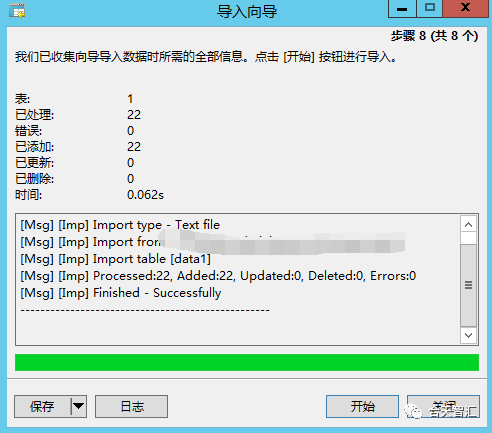 导入向导
步骤 8 (共 8 个)
我们已收集向导导入数据时所需的全部信息。点击 [开始] 按钮进行导入。
表: 1
已处理: 22
错误: 0
已添加: 22
已更新: 0
已删除: 0
时间: 0.062s
[Msg] [Imp] Import type - Text file
[Msg] [Imp] Import from
[Msg] [Imp] Import table [data1]
[Msg] [Imp] Processed:22, Added:22, Updated:0, Deleted:0, Errors:0
[Msg] [Imp] Finished - Successfully
--------------------------------------------------
保存 日志 开始 关闭
合天智汇